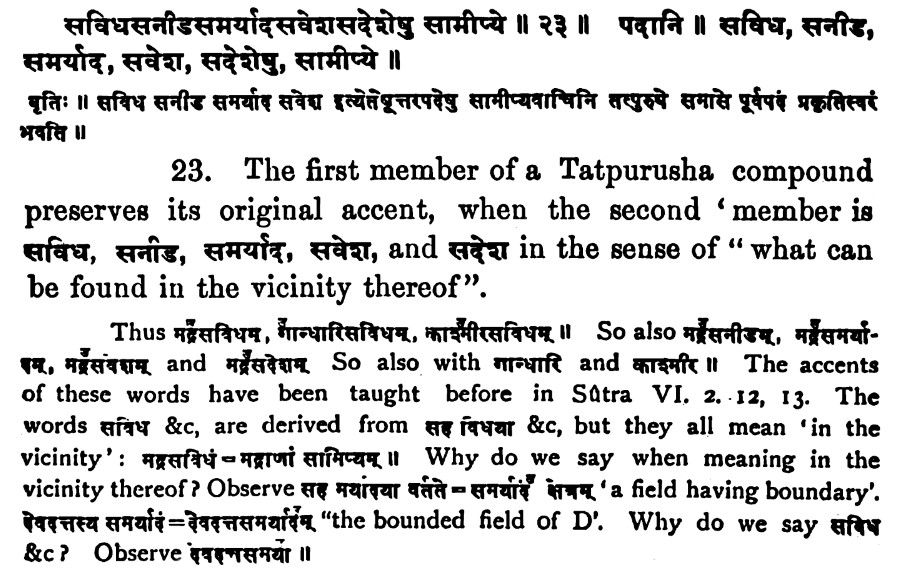 सविधसनीडसमर्यादसवेशसदेशेषु सामीप्ये ॥ २३ ॥ पदानि ॥ सविध, सनीड,
समर्याद, सवेश, सदेशेषु, सामीप्ये ॥
वृत्तिः ॥ सविध सनीड समर्याद सवेश इत्येतेषूत्तरपदेषु सामीप्यवाचिनि तत्पुरुषे समासे पूर्वपदं प्रकृतिस्वरं
भवति ॥
23. The first member of a Tatpurusha compound
preserves its original accent, when the second ‘member is
सविध, सनीड, समर्याद, सवेश, and सदेश in the sense of “what can
be found in the vicinity thereof”.
Thus मद्रँसविधम्, गाँन्धारिसविधम्, काइँमीरसविधम् ॥ So also मद्रँसनीडम्, मद्रँसमर्या-
दम्, मद्रँसवेशम् and मद्रँसदेशम् So also with गान्धारि and काश्मीर ॥ The accents
of these words have been taught before in Sûtra VI. 2. 12, 13. The
words सविध &c, are derived from सह विधया &c, but they all mean ‘in the
vicinity’: मद्रसविधं = मद्राणां सामिप्यम् ॥ Why do we say when meaning in the
vicinity thereof? Observe सह मर्यादया वर्तते = समर्यादँ क्षेत्रम् ‘a field having boundary’.
देवदत्तस्य समर्यादं = देवदत्तसमर्यादम् “the bounded field of D’. Why do we say सविध
&c? Observe देवदत्तसमर्या ॥